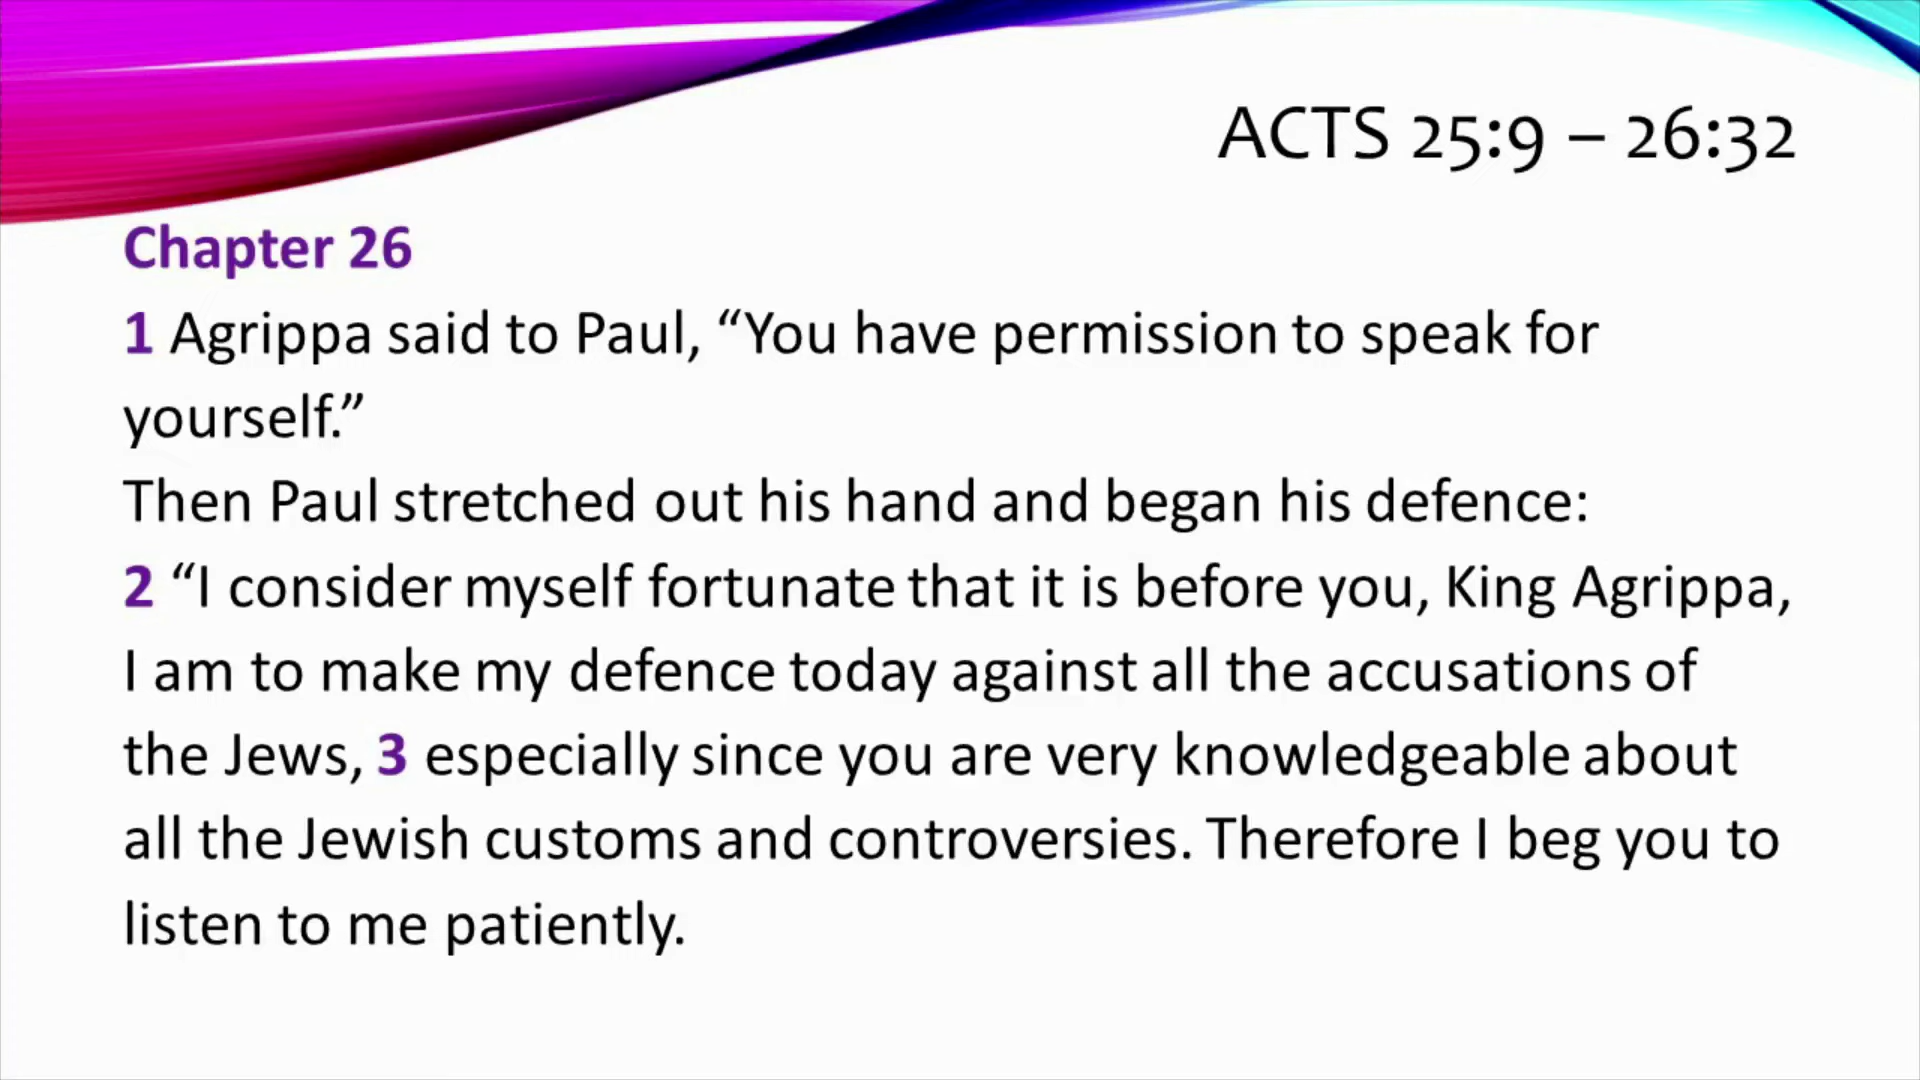 ACTS 25:9 – 26:32
Chapter 26
1 Agrippa said to Paul, “You have permission to speak for
yourself.”
Then Paul stretched out his hand and began his defence:
2 “I consider myself fortunate that it is before you, King Agrippa,
I am to make my defence today against all the accusations of
the Jews, 3 especially since you are very knowledgeable about
all the Jewish customs and controversies. Therefore I beg you to
listen to me patiently.